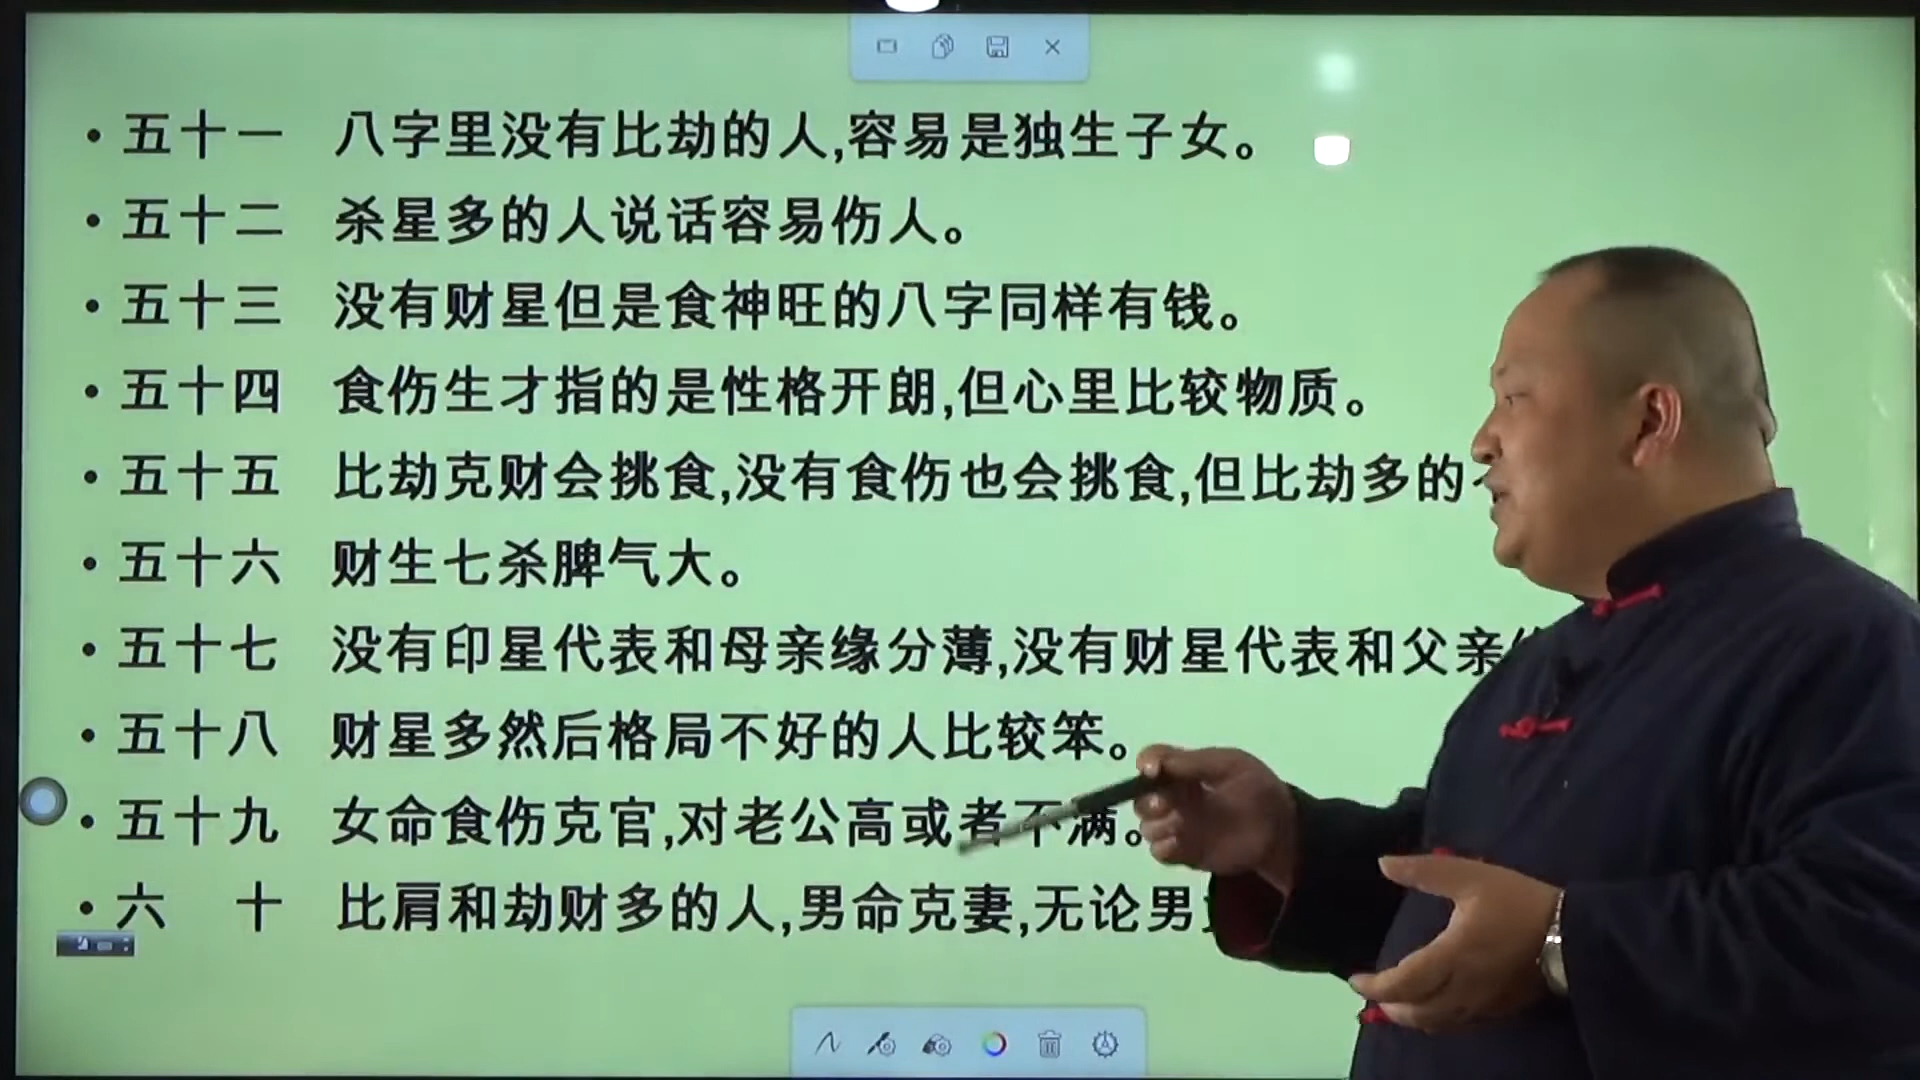 • 五十一 八字里没有比劫的人,容易是独生子女。
• 五十二 杀星多的人说话容易伤人。
• 五十三 没有财星但是食神旺的八字同样有钱。
• 五十四 食伤生才指的是性格开朗,但心里比较物质。
• 五十五 比劫克财会挑食,没有食伤也会挑食,但比劫多的
• 五十六 财生七杀脾气大。
• 五十七 没有印星代表和母亲缘分薄,没有财星代表和父亲
• 五十八 财星多然后格局不好的人比较笨。
• 五十九 女命食伤克官,对老公高或者不满。
• 六 十 比肩和劫财多的人,男命克妻,无论男